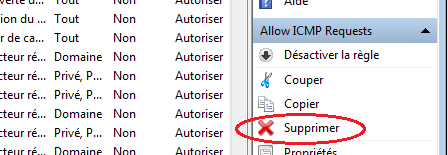 Tout Non Autoriser Aide
ion du ... Tout Non Autoriser
r de ca... Tout Non Autoriser Allow ICMP Requests
cteur ré... Domaine Non Autoriser Désactiver la règle
cteur ré... Privé, P... Non Autoriser Couper
cteur ré... Privé, P... Non Autoriser
cteur ré... Domaine Non Autoriser Copier
cteur ré... Privé, P... Non Autoriser Supprimer
cteur ré... Domaine Non Autoriser Propriétés